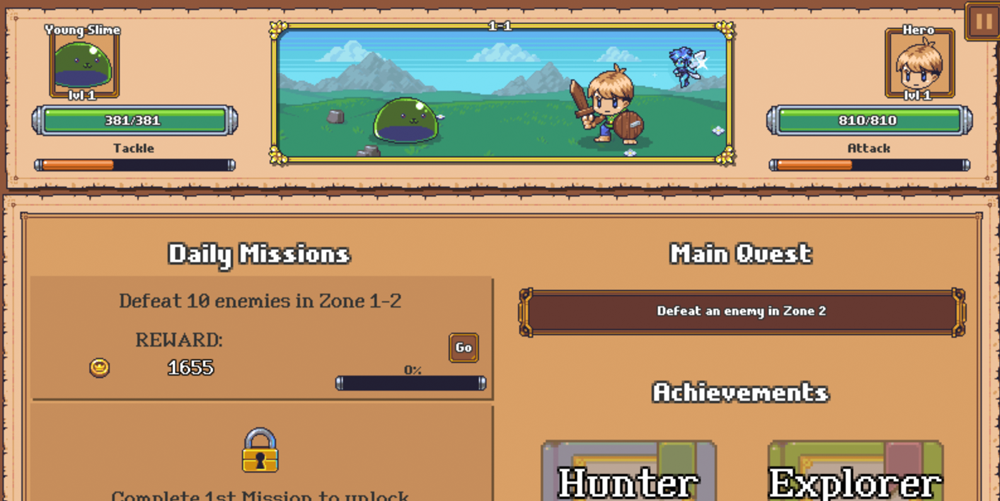 Young Slime
lvl 1
381/381
Tackle
1-1
Hero
lvl 1
810/810
Attack
Daily Missions
Defeat 10 enemies in Zone 1-2
REWARD:
1655
Go
0%
Complete 1st Mission to unlock
Main Quest
Defeat an enemy in Zone 2
Achievements
Hunter
Explorer